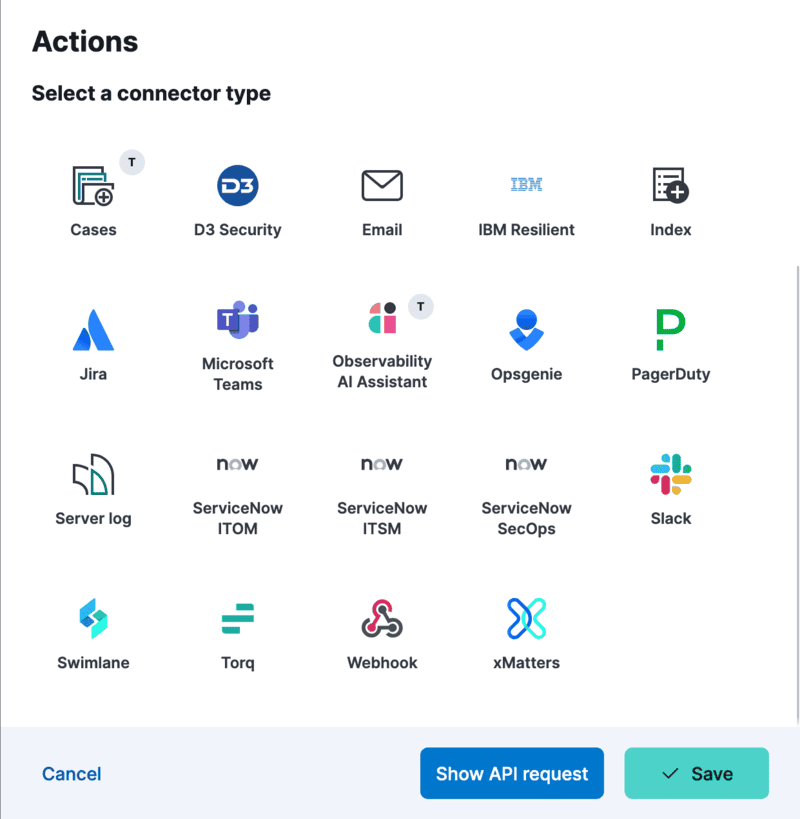 Actions
Select a connector type
T
D3
IBM
Cases
D3 Security
Email
IBM Resilient
Index
T
T
P
Jira
Microsoft
Teams
Observability
AI Assistant
Opsgenie
PagerDuty
now
now
now
Server log
ServiceNow
ITOM
ServiceNow
ITSM
ServiceNow
SecOps
Slack
Swimlane
Torq
Webhook
xMatters
Cancel
Show API request
Save